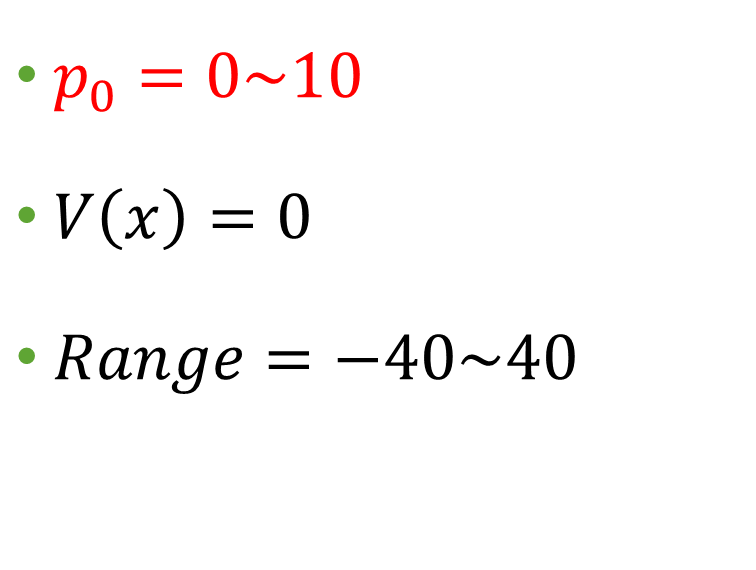 • p₀ = 0~10
• V(x) = 0
• Range = −40~40